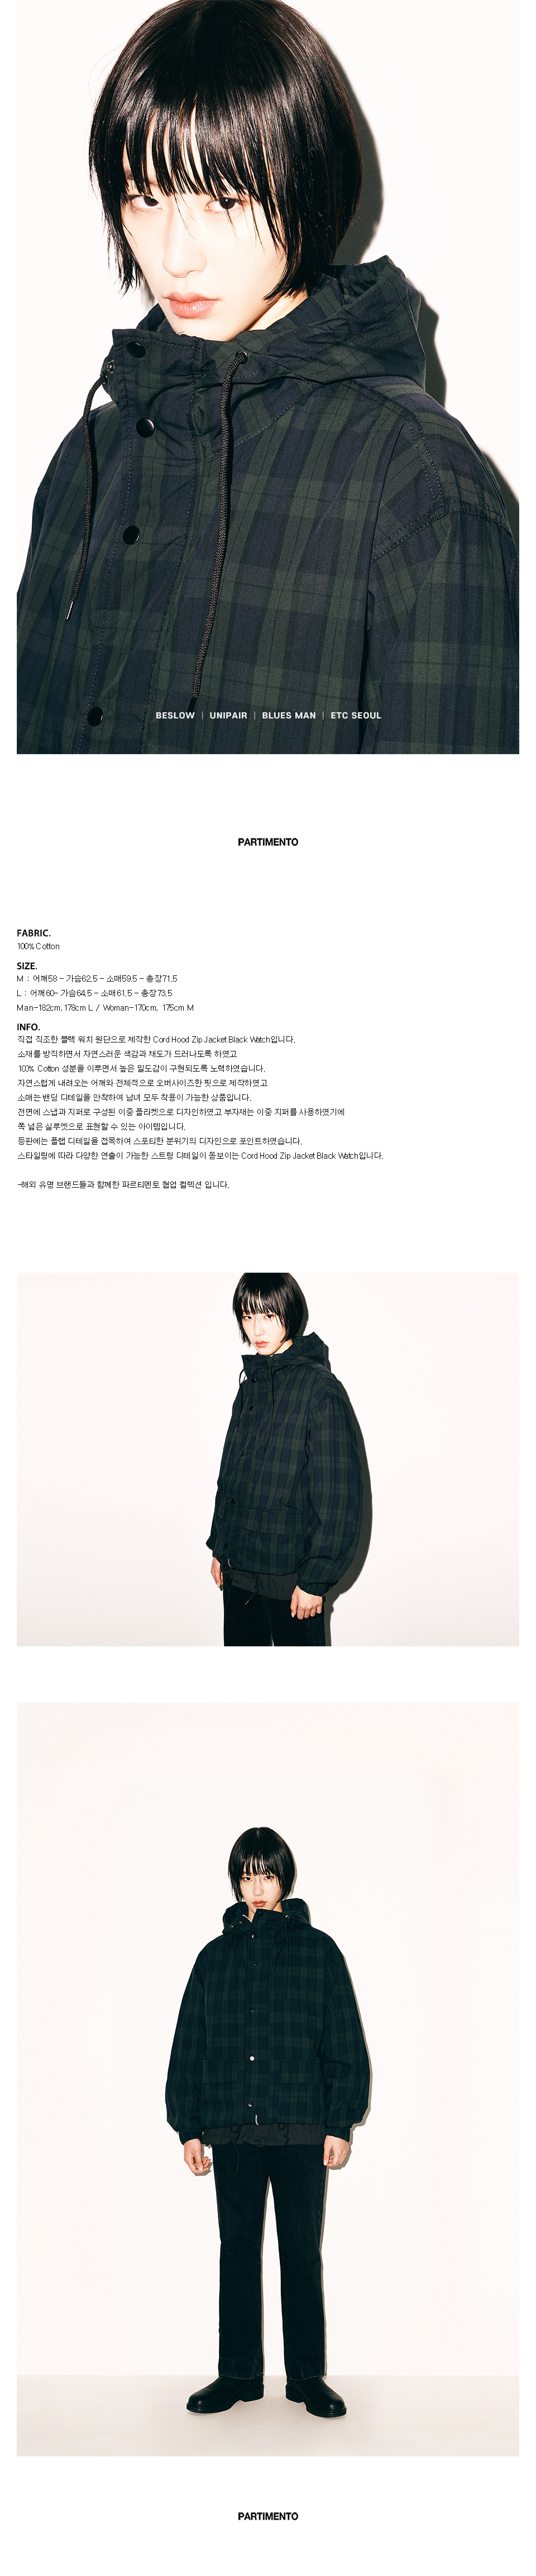 BESLOW | UNIPAIR | BLUES MAN | ETC SEOUL
PARTIMENTO
FABRIC.
100% Cotton
SIZE.
M : 어깨58 - 가슴62.5 - 소매59.5 - 총장71.5
L : 어깨60- 가슴64.5 - 소매61.5 - 총장73.5
Man-182cm,178cm L / Woman-170cm, 175cm M
INFO.
직접 직조한 블랙 워치 원단으로 제작한 Cord Hood Zip Jacket Black Watch입니다.
소재를 방직하면서 자연스러운 색감과 채도가 드러나도록 하였고
100% Cotton 성분을 이루면서 높은 밀도감이 구현되도록 노력하였습니다.
자연스럽게 내려오는 어깨와 전체적으로 오버사이즈한 핏으로 제작하였고
소매는 밴딩 디테일을 안착하여 남녀 모두 착용이 가능한 상품입니다.
전면에 스냅과 지퍼로 구성된 이중 플라켓으로 디자인하였고 부자재는 이중 지퍼를 사용하였기에
폭 넓은 실루엣으로 표현할 수 있는 아이템입니다.
등판에는 플랩 디테일을 접목하여 스포티한 분위기의 디자인으로 포인트하였습니다.
스타일링에 따라 다양한 연출이 가능한 스트링 디테일이 돋보이는 Cord Hood Zip Jacket Black Watch입니다.
-해외 유명 브랜드들과 함께한 파르티멘토 협업 컬렉션 입니다.
PARTIMENTO